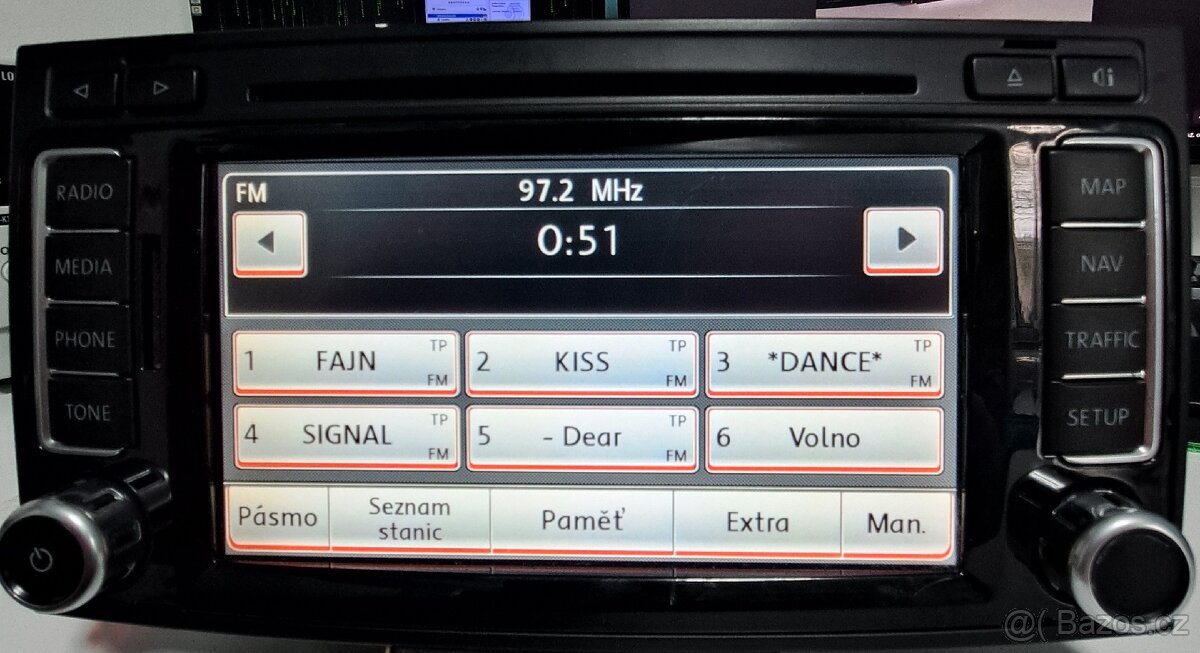 FM
97.2 MHz
0:51
RADIO
MEDIA
PHONE
TONE
MAP
NAV
TRAFFIC
SETUP
1 FAJN TP FM
2 KISS TP FM
3 *DANCE* TP FM
4 SIGNAL TP FM
5 - Dear TP FM
6 Volno
Pásmo
Seznam
stanic
Paměť
Extra
Man.
@( Bazos.cz